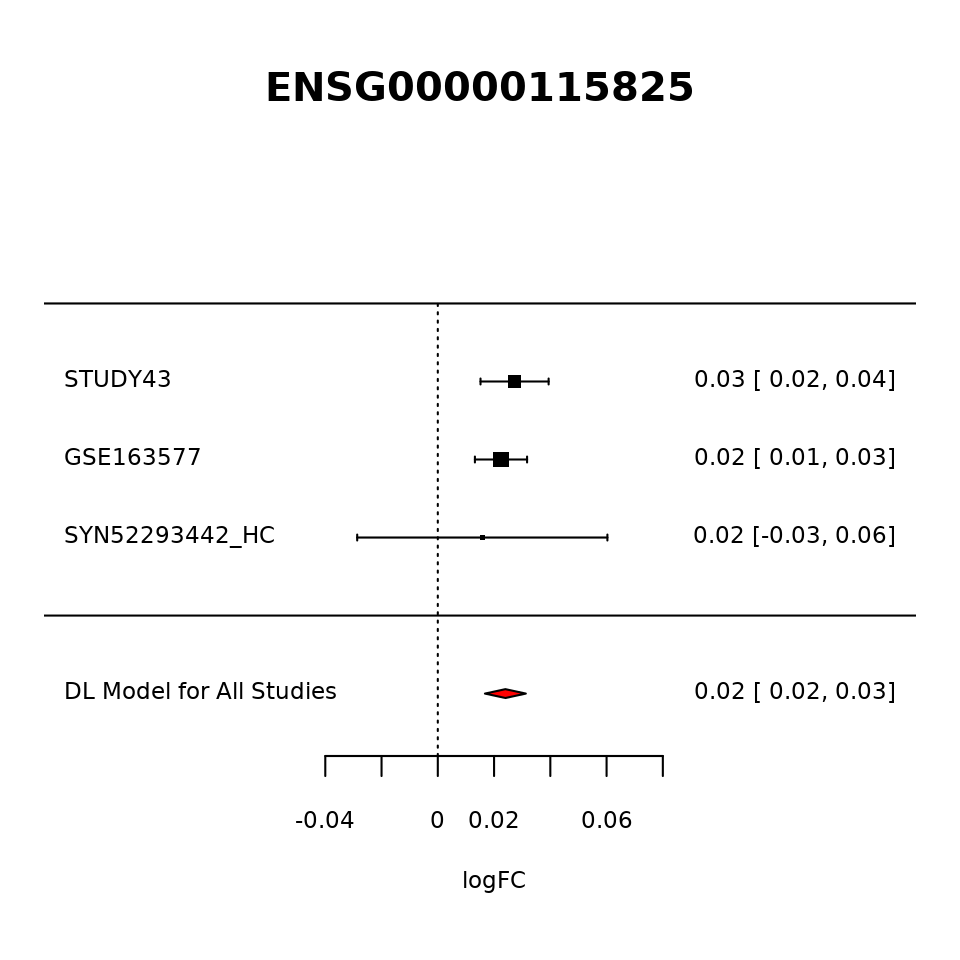 ENSG00000115825
STUDY43 0.03 [ 0.02, 0.04]
GSE163577 0.02 [ 0.01, 0.03]
SYN52293442_HC 0.02 [-0.03, 0.06]
DL Model for All Studies 0.02 [ 0.02, 0.03]
-0.04 0 0.02 0.06
logFC